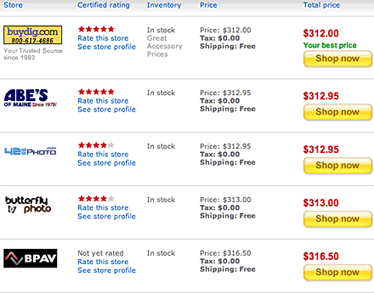 Store Certified rating Inventory Price Total price
buydig.com
800-617-4686
Your Trusted Source
since 1983
Rate this store
See store profile
In stock
Great
Accessory
Prices
Price: $312.00
Tax: $0.00
Shipping: Free
$312.00
Your best price
Shop now
ABE'S
OF MAINE Since 1979!
Rate this store
See store profile
In stock
Price: $312.95
Tax: $0.00
Shipping: Free
$312.95
Shop now
PHOTO
Rate this store
See store profile
In stock
Price: $312.95
Tax: $0.00
Shipping: Free
$312.95
Shop now
butterfly
photo
Rate this store
See store profile
In stock
Price: $313.00
Tax: $0.00
Shipping: Free
$313.00
Shop now
BPAV
Not yet rated
Rate this store
See store profile
In stock
Price: $316.50
Tax: $0.00
Shipping: Free
$316.50
Shop now